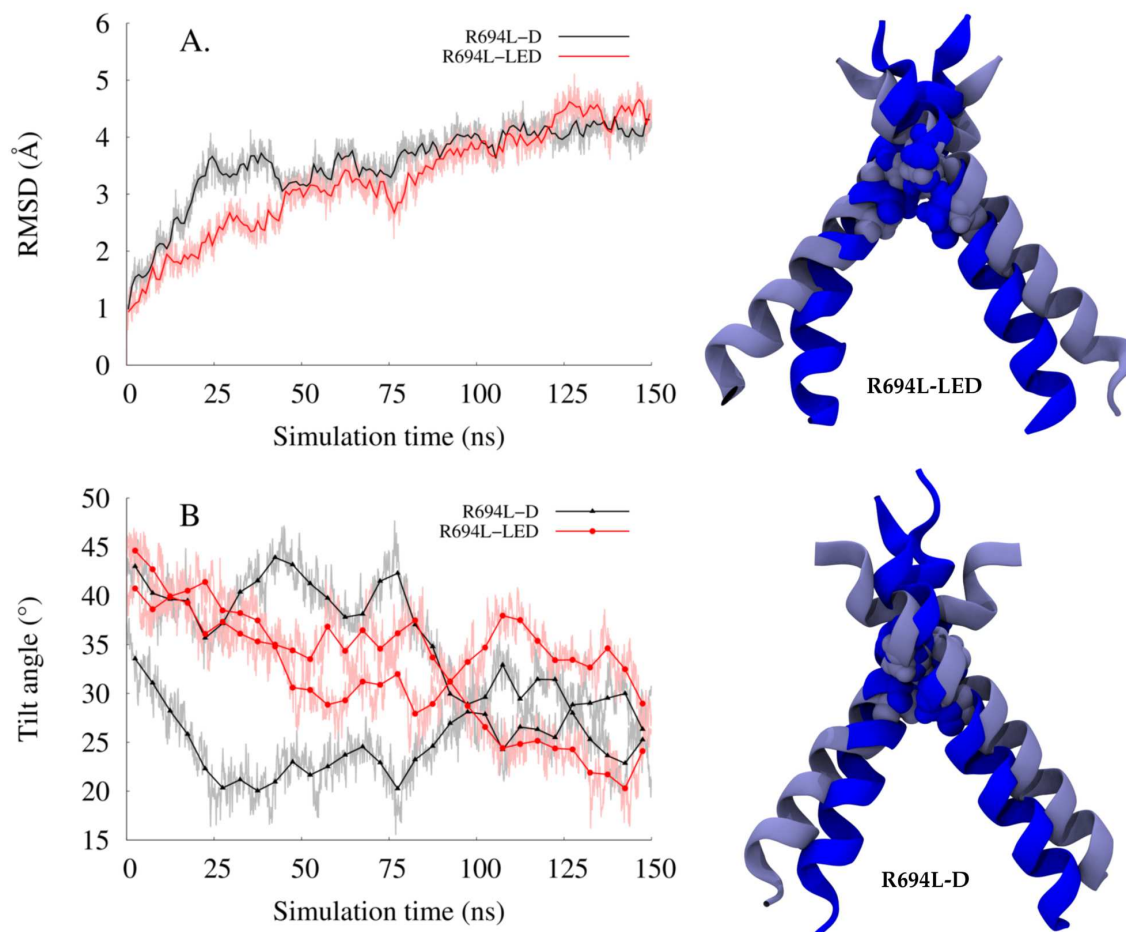 A.
R694L−D
R694L−LED
6
5
4
3
2
1
0
RMSD (Å)
0 25 50 75 100 125 150
Simulation time (ns)
R694L-LED
B
R694L−D
R694L−LED
50
45
40
35
30
25
20
15
Tilt angle (°)
0 25 50 75 100 125 150
Simulation time (ns)
R694L-D